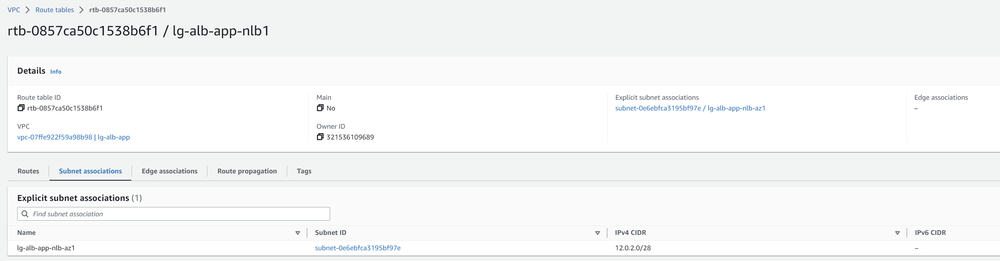 VPC > Route tables > rtb-0857ca50c1538b6f1
rtb-0857ca50c1538b6f1 / lg-alb-app-nlb1
Details Info
Route table ID
rtb-0857ca50c1538b6f1
Main
No
Explicit subnet associations
subnet-0e6ebfca3195bf97e / lg-alb-app-nlb-az1
Edge associations
–
VPC
vpc-07ffe922f59a98b98 | lg-alb-app
Owner ID
321536109689
Routes Subnet associations Edge associations Route propagation Tags
Explicit subnet associations (1)
Find subnet association
Name Subnet ID IPv4 CIDR IPv6 CIDR
lg-alb-app-nlb-az1 subnet-0e6ebfca3195bf97e 12.0.2.0/28 –